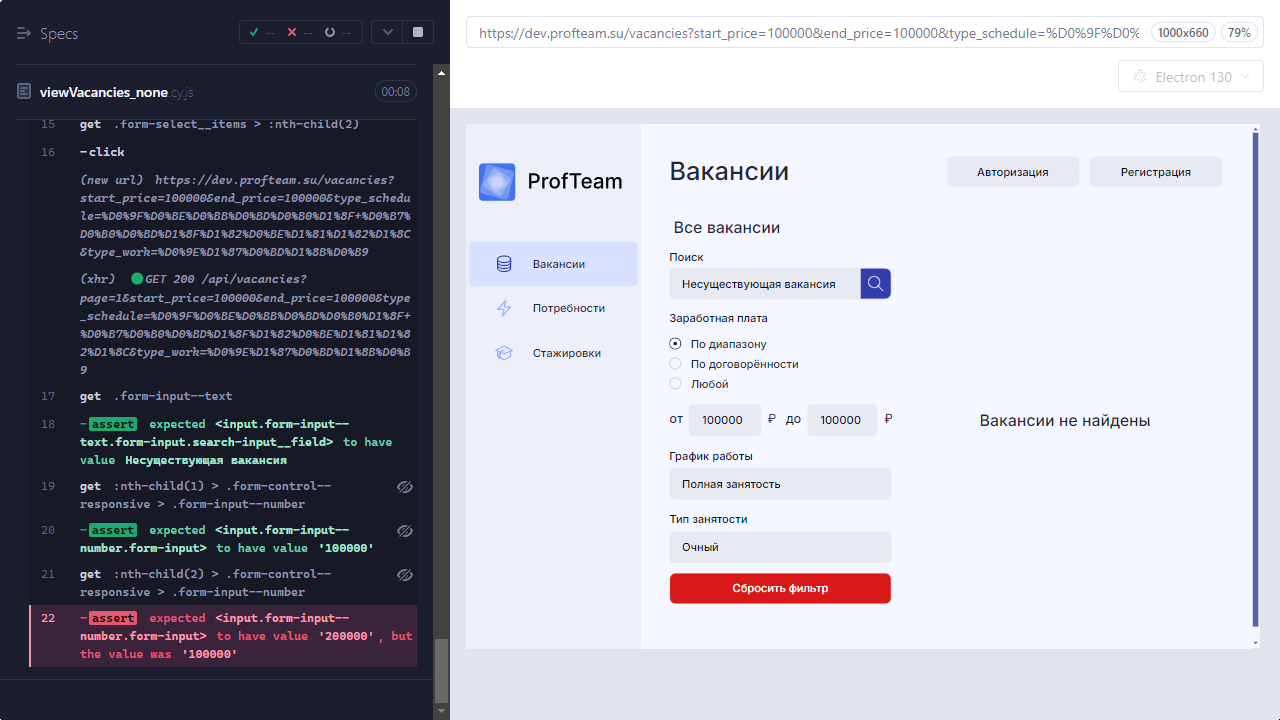 Specs
-- -- --
viewVacancies_none.cy.js
00:08
15 get .form-select__items > :nth-child(2)
16 -click
(new url) https://dev.profteam.su/vacancies?
start_price=100000&end_price=100000&type_schedu
le=%D0%9F%D0%BE%D0%BB%D0%BD%D0%B0%D1%8F+%D0%B7%
D0%B0%D0%BD%D1%8F%D1%82%D0%BE%D1%81%D1%82%D1%8C
&type_work=%D0%9E%D1%87%D0%BD%D1%8B%D0%B9
(xhr) GET 200 /api/vacancies?
page=1&start_price=100000&end_price=100000&type
_schedule=%D0%9F%D0%BE%D0%BB%D0%BD%D0%B0%D1%8F+
%D0%B7%D0%B0%D0%BD%D1%8F%D1%82%D0%BE%D1%81%D1%8
2%D1%8C&type_work=%D0%9E%D1%87%D0%BD%D1%8B%D0%B
9
17 get .form-input--text
18 -assert expected <input.form-input--
text.form-input.search-input__field> to have
value Несуществующая вакансия
19 get :nth-child(1) > .form-control--
responsive > .form-input--number
20 -assert expected <input.form-input--
number.form-input> to have value '100000'
21 get :nth-child(2) > .form-control--
responsive > .form-input--number
22 -assert expected <input.form-input--
number.form-input> to have value '200000', but
the value was '100000'
https://dev.profteam.su/vacancies?start_price=100000&end_price=100000&type_schedule=%D0%9F%D0%
1000x660
79%
Electron 130
ProfTeam
Вакансии
Потребности
Стажировки
Вакансии
Авторизация
Регистрация
Все вакансии
Поиск
Несуществующая вакансия
Заработная плата
По диапазону
По договорённости
Любой
от 100000 ₽ до 100000 ₽
График работы
Полная занятость
Тип занятости
Очный
Сбросить фильтр
Вакансии не найдены